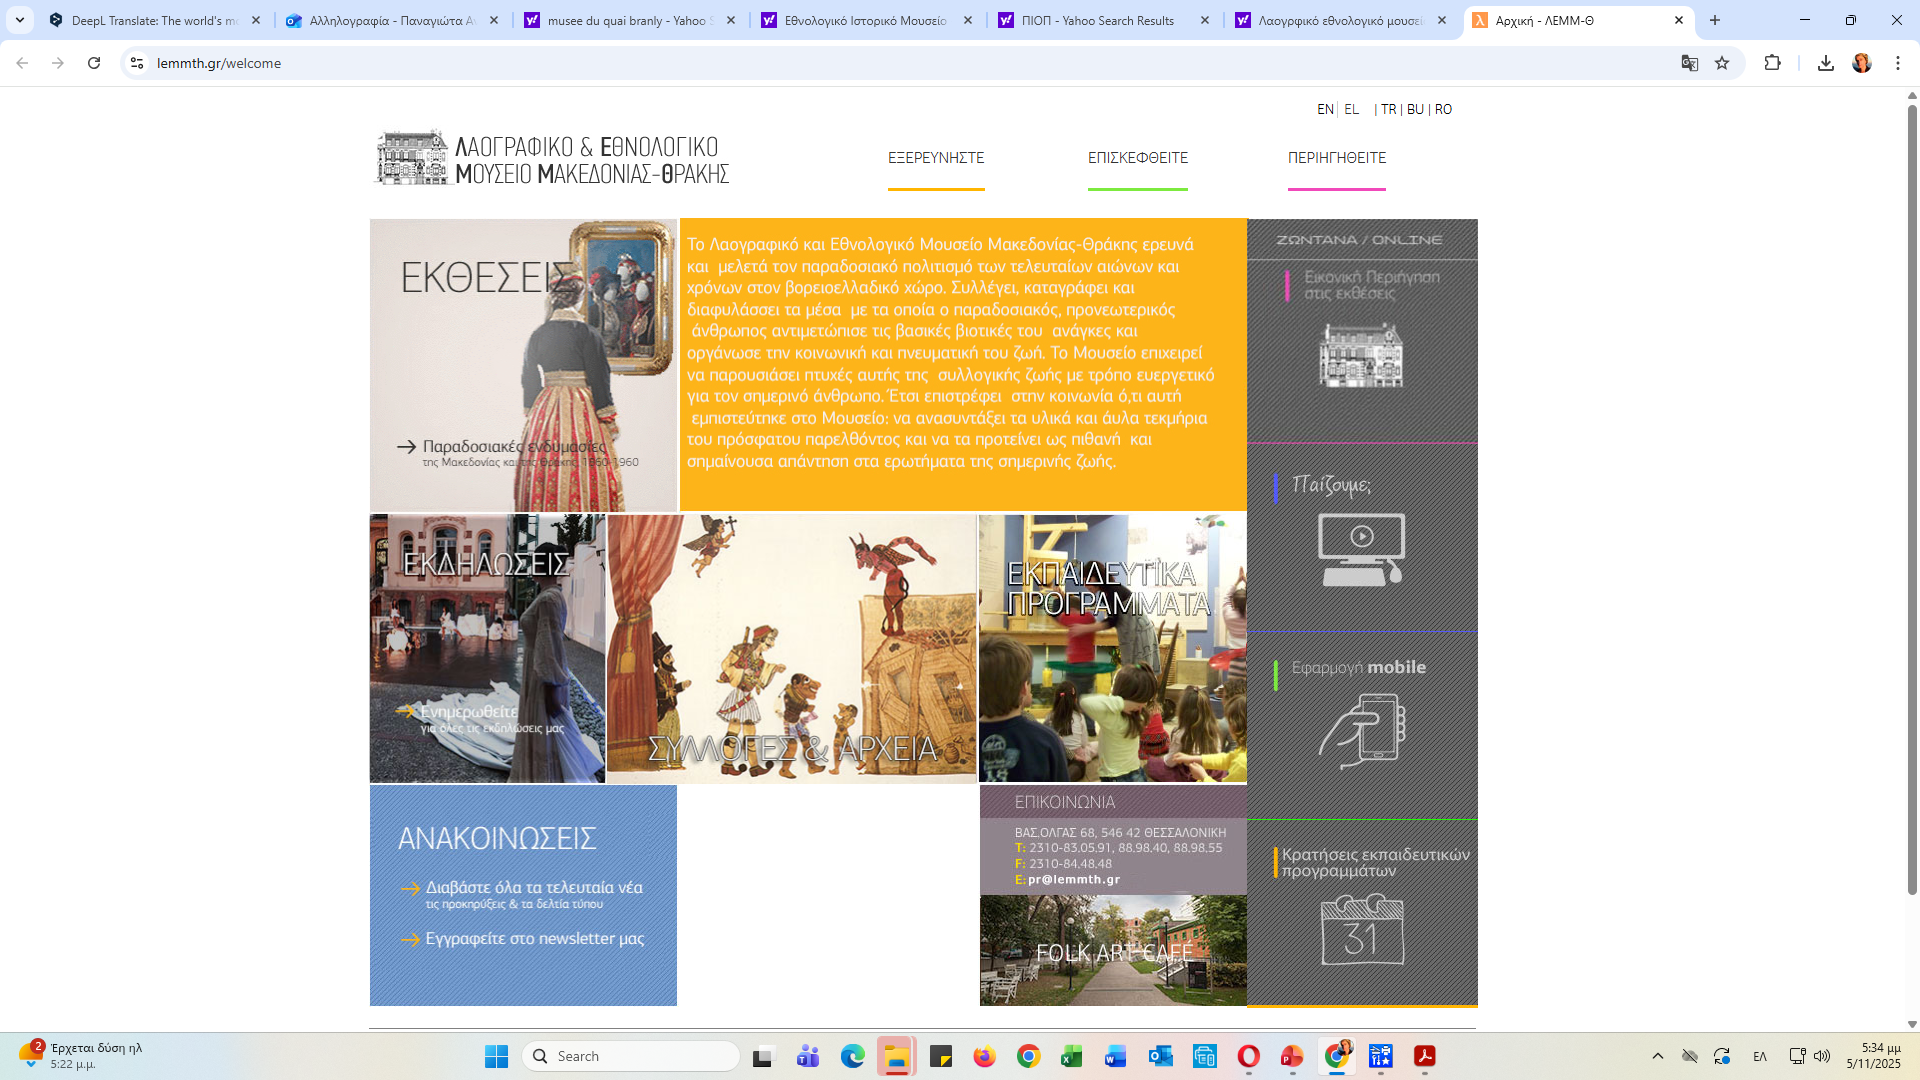 DeepL Translate: The world's mo
Αλληλογραφία - Παναγιώτα Αν
musee du quai branly - Yahoo S
Εθνολογικό Ιστορικό Μουσείο
ΠΙΟΠ - Yahoo Search Results
Λαογρφικό εθνολογικό μουσεί
Αρχική - ΛΕΜΜ-Θ
lemmth.gr/welcome
EN | EL | TR | BU | RO
ΛΑΟΓΡΑΦΙΚΟ & ΕΘΝΟΛΟΓΙΚΟ
ΜΟΥΣΕΙΟ ΜΑΚΕΔΟΝΙΑΣ-ΘΡΑΚΗΣ
ΕΞΕΡΕΥΝΗΣΤΕ
ΕΠΙΣΚΕΦΘΕΙΤΕ
ΠΕΡΙΗΓΗΘΕΙΤΕ
ΕΚΘΕΣΕΙΣ
Παραδοσιακές ενδυμασίες
της Μακεδονίας και της Θράκης, 1860-1960
Το Λαογραφικό και Εθνολογικό Μουσείο Μακεδονίας-Θράκης ερευνά
και μελετά τον παραδοσιακό πολιτισμό των τελευταίων αιώνων και
χρόνων στον βορειοελλαδικό χώρο. Συλλέγει, καταγράφει και
διαφυλάσσει τα μέσα με τα οποία ο παραδοσιακός, προνεωτερικός
άνθρωπος αντιμετώπισε τις βασικές βιοτικές του ανάγκες και
οργάνωσε την κοινωνική και πνευματική του ζωή. Το Μουσείο επιχειρεί
να παρουσιάσει πτυχές αυτής της συλλογικής ζωής με τρόπο ευεργετικό
για τον σημερινό άνθρωπο. Έτσι επιστρέφει στην κοινωνία ό,τι αυτή
εμπιστεύτηκε στο Μουσείο: να ανασυντάξει τα υλικά και άυλα τεκμήρια
του πρόσφατου παρελθόντος και να τα προτείνει ως πιθανή και
σημαίνουσα απάντηση στα ερωτήματα της σημερινής ζωής.
ΖΩΝΤΑΝΑ / ONLINE
Εικονική Περιήγηση
στις εκθέσεις
Παίζουμε;
Εφαρμογή mobile
Κρατήσεις εκπαιδευτικών
προγραμμάτων
31
ΕΚΔΗΛΩΣΕΙΣ
Ενημερωθείτε
για όλες τις εκδηλώσεις μας
ΣΥΛΛΟΓΕΣ & ΑΡΧΕΙΑ
ΕΚΠΑΙΔΕΥΤΙΚΑ
ΠΡΟΓΡΑΜΜΑΤΑ
ΑΝΑΚΟΙΝΩΣΕΙΣ
Διαβάστε όλα τα τελευταία νέα
τις προκηρύξεις & τα δελτία τύπου
Εγγραφείτε στο newsletter μας
ΕΠΙΚΟΙΝΩΝΙΑ
ΒΑΣ.ΟΛΓΑΣ 68, 546 42 ΘΕΣΣΑΛΟΝΙΚΗ
T: 2310-83.05.91, 88.98.40, 88.98.55
F: 2310-84.48.48
E: pr@lemmth.gr
FOLK ART CAFÉ
2
Έρχεται δύση ηλ
5:22 μ.μ.
Search
ΕΛ
5:34 μμ
5/11/2025